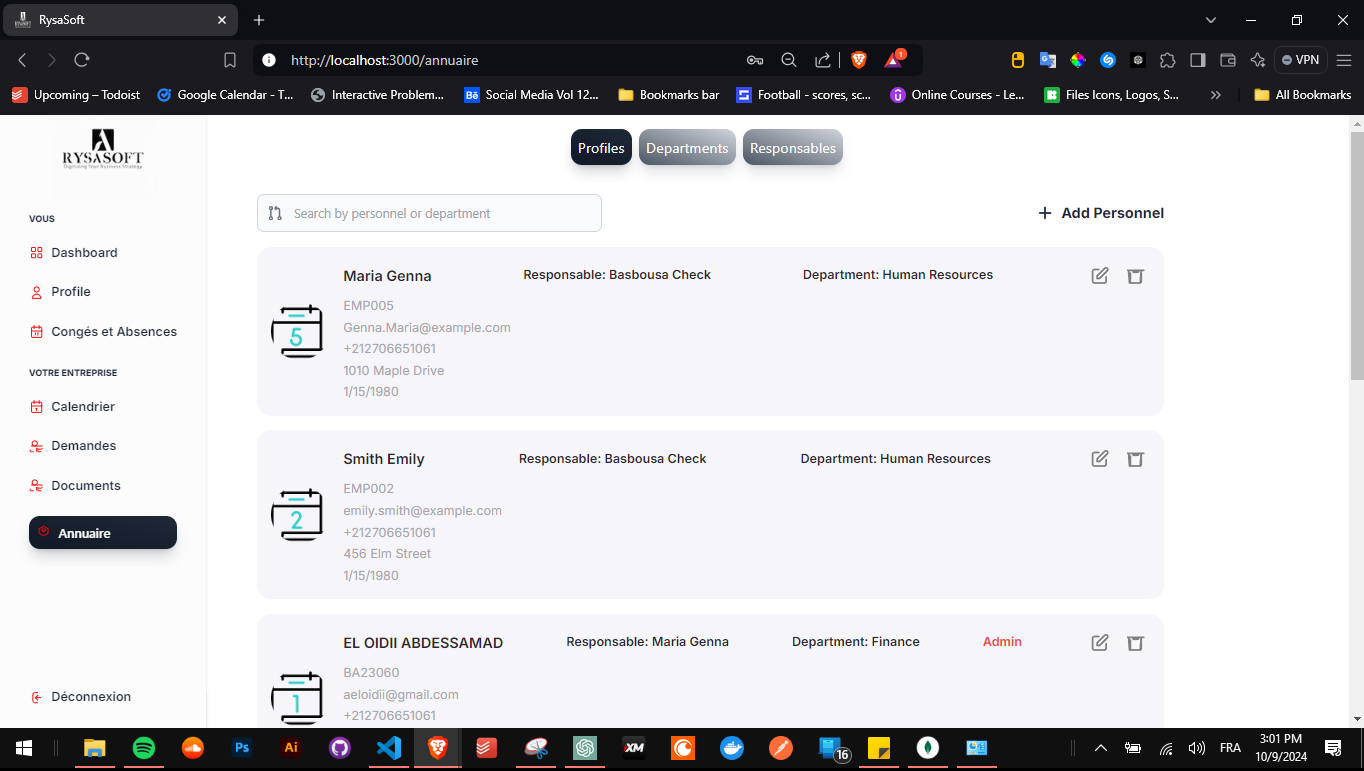 RysaSoft
http://localhost:3000/annuaire
1
VPN
Upcoming – Todoist
Google Calendar - T...
Interactive Problem...
Bē
Social Media Vol 12...
Bookmarks bar
Football - scores, sc...
Online Courses - Le...
Files Icons, Logos, S...
All Bookmarks
RYSASOFT
Digitalizing Your Business Strategy
Profiles
Departments
Responsables
VOUS
Dashboard
Profile
Congés et Absences
VOTRE ENTREPRISE
Calendrier
Demandes
Documents
Annuaire
Déconnexion
Search by personnel or department
+ Add Personnel
Maria Genna
Responsable: Basbousa Check
Department: Human Resources
5
EMP005
Genna.Maria@example.com
+212706651061
1010 Maple Drive
1/15/1980
Smith Emily
Responsable: Basbousa Check
Department: Human Resources
2
EMP002
emily.smith@example.com
+212706651061
456 Elm Street
1/15/1980
EL OIDII ABDESSAMAD
Responsable: Maria Genna
Department: Finance
Admin
1
BA23060
aeloidii@gmail.com
+212706651061
Ps
Ai
XM
16
FRA
3:01 PM
10/9/2024